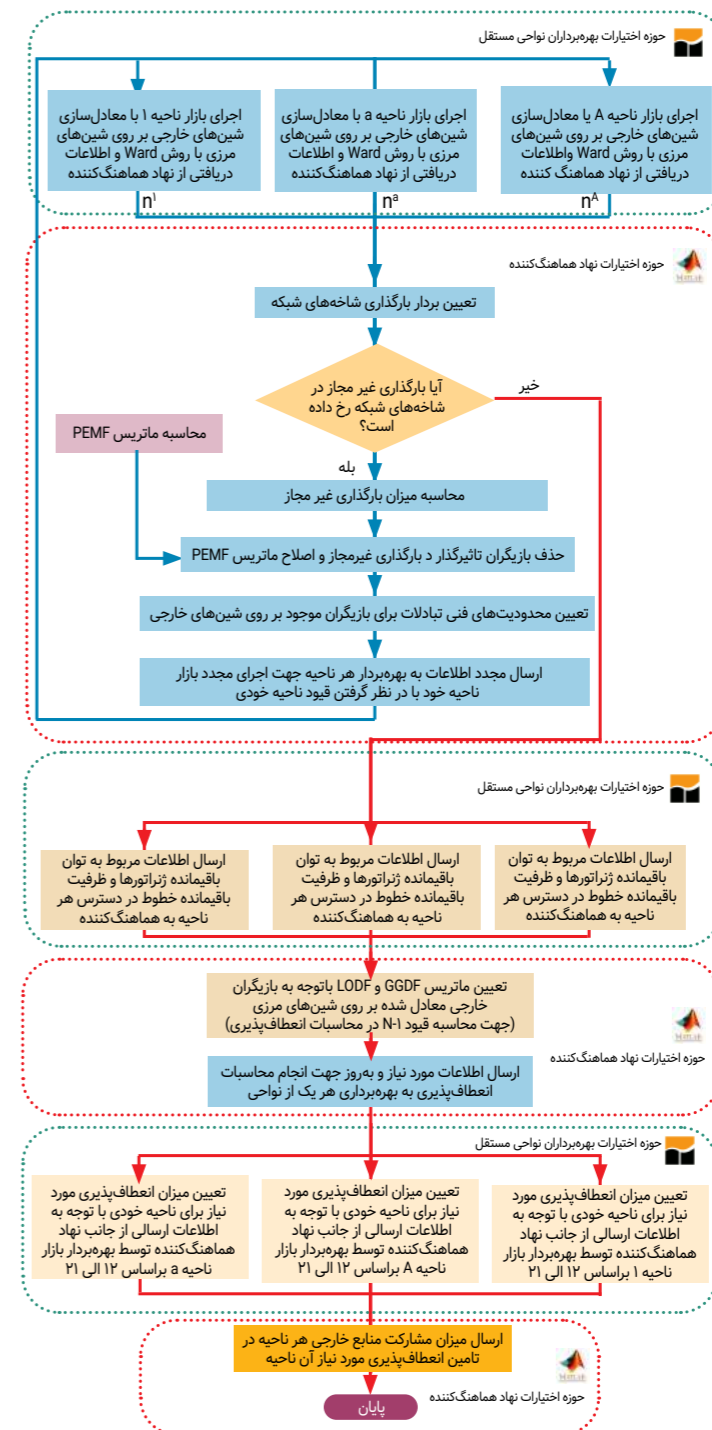 حوزه اختیارات بهره‌برداران نواحی مستقل
اجرای بازار ناحیه A یا معادل‌سازی
شین‌های خارجی بر روی شین‌های
مرزی با روش Ward واطلاعات
دریافتی از نهاد هماهنگ کننده
اجرای بازار ناحیه a با معادل‌سازی
شین‌های خارجی بر روی شین‌های
مرزی با روش Ward و اطلاعات
دریافتی از نهاد هماهنگ‌کننده
اجرای بازار ناحیه ۱ با معادل‌سازی
شین‌های خارجی بر روی شین‌های
مرزی با روش Ward و اطلاعات
دریافتی از نهاد هماهنگ‌کننده
n^A
n^a
n^۱
حوزه اختیارات نهاد هماهنگ‌کننده
MATLAB
تعیین بردار بارگذاری شاخه‌های شبکه
آیا بارگذاری غیر مجاز در
شاخه‌های شبکه رخ داده
است؟
خیر
محاسبه ماتریس PEMF
بله
محاسبه میزان بارگذاری غیر مجاز
حذف بازیگران تاثیرگذار د بارگذاری غیرمجاز و اصلاح ماتریس PEMF
تعیین محدودیت‌های فنی تبادلات برای بازیگران موجود بر روی شین‌های خارجی
ارسال مجدد اطلاعات به بهره‌بردار هر ناحیه جهت اجرای مجدد بازار
ناحیه خود با در نظر گرفتن قیود ناحیه خودی
حوزه اختیارات بهره‌برداران نواحی مستقل
ارسال اطلاعات مربوط به توان
باقیمانده ژنراتورها و ظرفیت
باقیمانده خطوط در دسترس هر
ناحیه به هماهنگ‌کننده
ارسال اطلاعات مربوط به توان
باقیمانده ژنراتورها و ظرفیت
باقیمانده خطوط در دسترس هر
ناحیه به هماهنگ‌کننده
ارسال اطلاعات مربوط به توان
باقیمانده ژنراتورها و ظرفیت
باقیمانده خطوط در دسترس هر
ناحیه به هماهنگ‌کننده
تعیین ماتریس GGDF و LODF باتوجه به بازیگران
خارجی معادل شده بر روی شین‌های مرزی
(جهت محاسبه قیود N-۱ در محاسبات انعطاف‌پذیری)
MATLAB
حوزه اختیارات نهاد هماهنگ‌کننده
ارسال اطلاعات مورد نیاز و به‌روز جهت انجام محاسبات
انعطاف‌پذیری به بهره‌برداری هر یک از نواحی
حوزه اختیارات بهره‌برداران نواحی مستقل
تعیین میزان انعطاف‌پذیری مورد
نیاز برای ناحیه خودی با توجه به
اطلاعات ارسالی از جانب نهاد
هماهنگ‌کننده توسط بهره‌بردار بازار
ناحیه ۱ براساس ۱۲ الی ۲۱
تعیین میزان انعطاف‌پذیری مورد
نیاز برای ناحیه خودی با توجه به
اطلاعات ارسالی از جانب نهاد
هماهنگ‌کننده توسط بهره‌بردار بازار
ناحیه A براساس ۱۲ الی ۲۱
تعیین میزان انعطاف‌پذیری مورد
نیاز برای ناحیه خودی با توجه به
اطلاعات ارسالی از جانب نهاد
هماهنگ‌کننده توسط بهره‌بردار بازار
ناحیه a براساس ۱۲ الی ۲۱
ارسال میزان مشارکت منابع خارجی هر ناحیه در
تامین انعطاف‌پذیری مورد نیاز آن ناحیه
MATLAB
حوزه اختیارات نهاد هماهنگ‌کننده
پایان